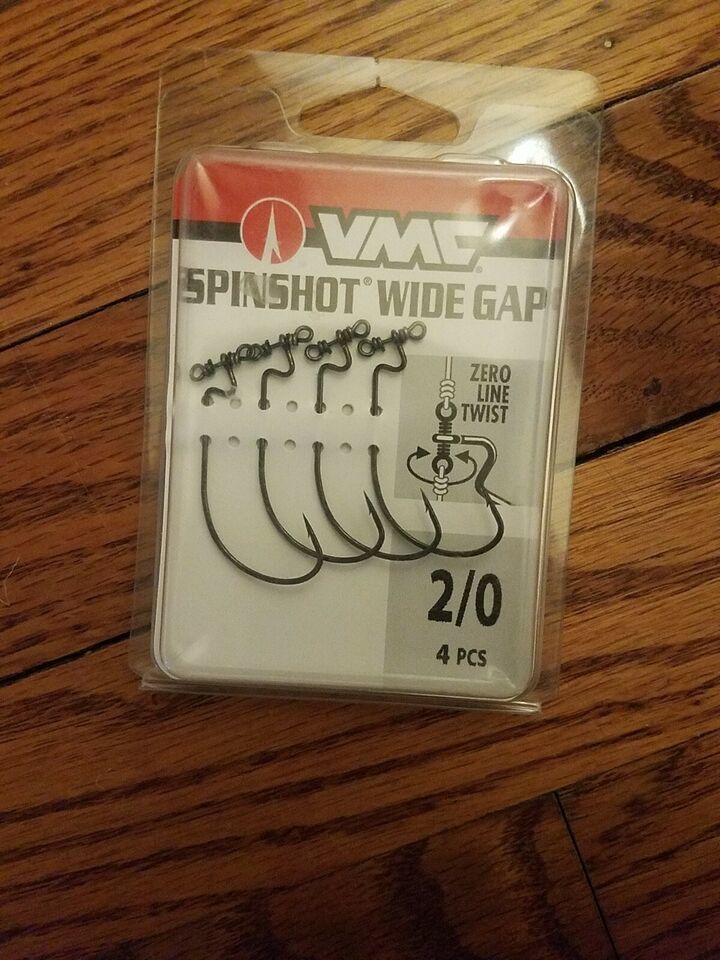 VMC®
SPINSHOT® WIDE GAP
ZERO
LINE
TWIST
2/0
4 PCS